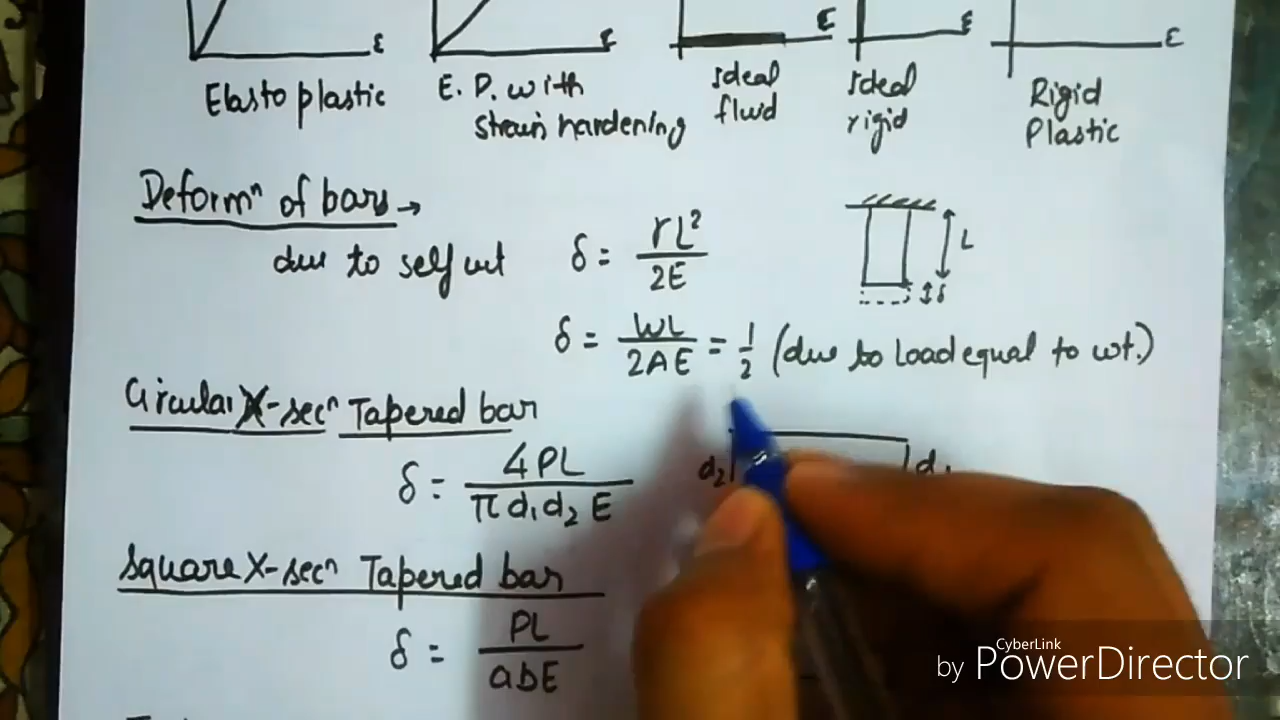 ε ε ε ε ε
Elasto plastic
E. P. with strain hardening
ideal fluid
ideal rigid
Rigid Plastic
Deformⁿ of bars →
due to self wt
δ = γL²/2E
L
δ
δ = WL/2AE = 1/2 (due to Load equal to wt.)
Circular X-secⁿ Tapered bar
δ = 4PL/πd₁d₂E
d₂
Square X-secⁿ Tapered bar
δ = PL/abE
CyberLink
by PowerDirector